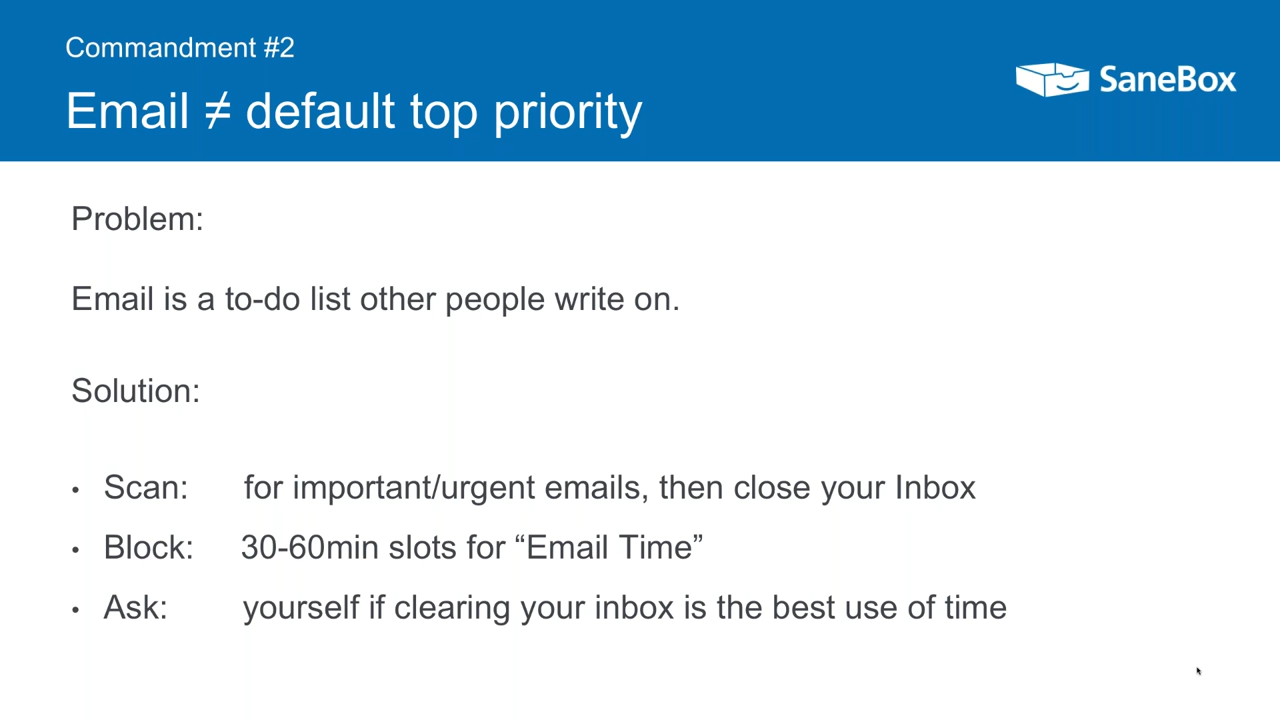 Commandment #2
Email ≠ default top priority
SaneBox
Problem:
Email is a to-do list other people write on.
Solution:
• Scan: for important/urgent emails, then close your Inbox
• Block: 30-60min slots for “Email Time”
• Ask: yourself if clearing your inbox is the best use of time